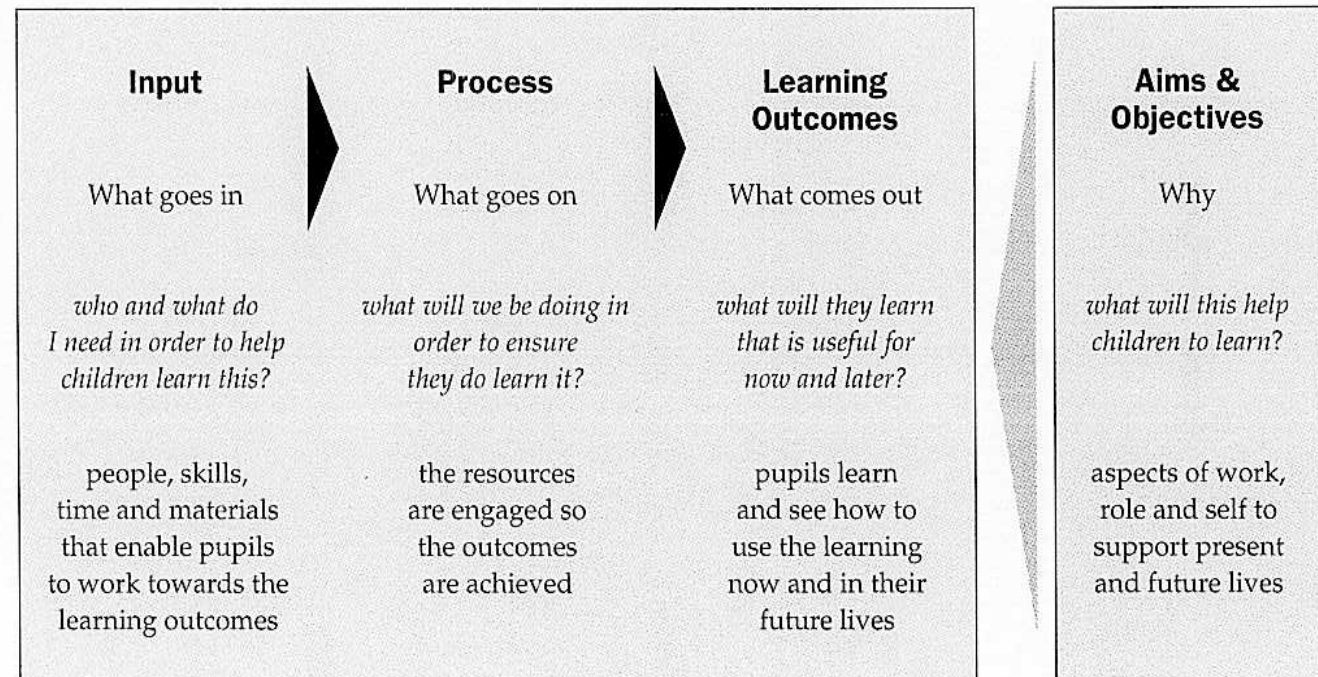 Input
What goes in
who and what do
I need in order to help
children learn this?
people, skills,
time and materials
that enable pupils
to work towards the
learning outcomes
Process
What goes on
what will we be doing in
order to ensure
they do learn it?
the resources
are engaged so
the outcomes
are achieved
Learning
Outcomes
What comes out
what will they learn
that is useful for
now and later?
pupils learn
and see how to
use the learning
now and in their
future lives
Aims &
Objectives
Why
what will this help
children to learn?
aspects of work,
role and self to
support present
and future lives